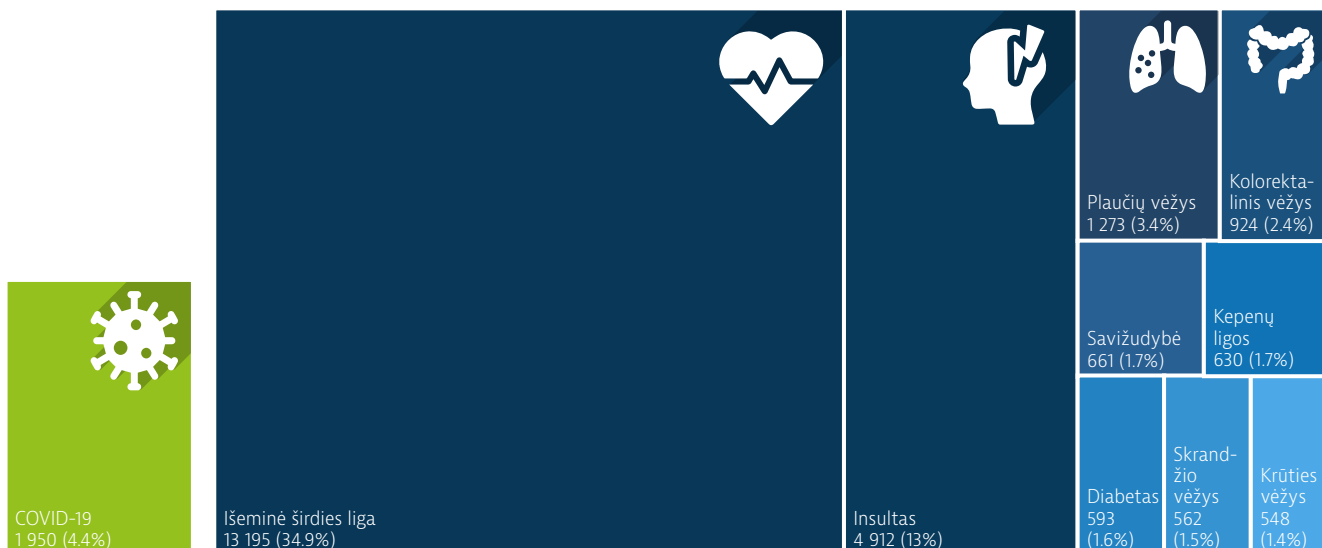 COVID-19
1 950 (4.4%)
Išeminė širdies liga
13 195 (34.9%)
Insultas
4 912 (13%)
Plaučių vėžys
1 273 (3.4%)
Kolorekta-
linis vėžys
924 (2.4%)
Savižudybė
661 (1.7%)
Kepenų
ligos
630 (1.7%)
Diabetas
593
(1.6%)
Skrand-
žio
vėžys
562
(1.5%)
Krūties
vėžys
548
(1.4%)